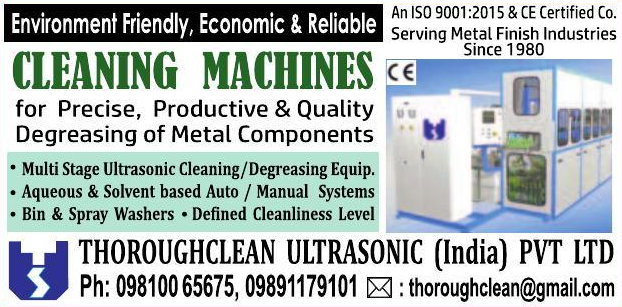 Environment Friendly, Economic & Reliable
CLEANING MACHINES
for Precise, Productive & Quality
Degreasing of Metal Components
• Multi Stage Ultrasonic Cleaning/Degreasing Equip.
• Aqueous & Solvent based Auto / Manual Systems
• Bin & Spray Washers • Defined Cleanliness Level
An ISO 9001:2015 & CE Certified Co.
Serving Metal Finish Industries
Since 1980
CE
THOROUGHCLEAN ULTRASONIC (India) PVT LTD
Ph: 098100 65675, 09891179101 ✉ : thoroughclean@gmail.com